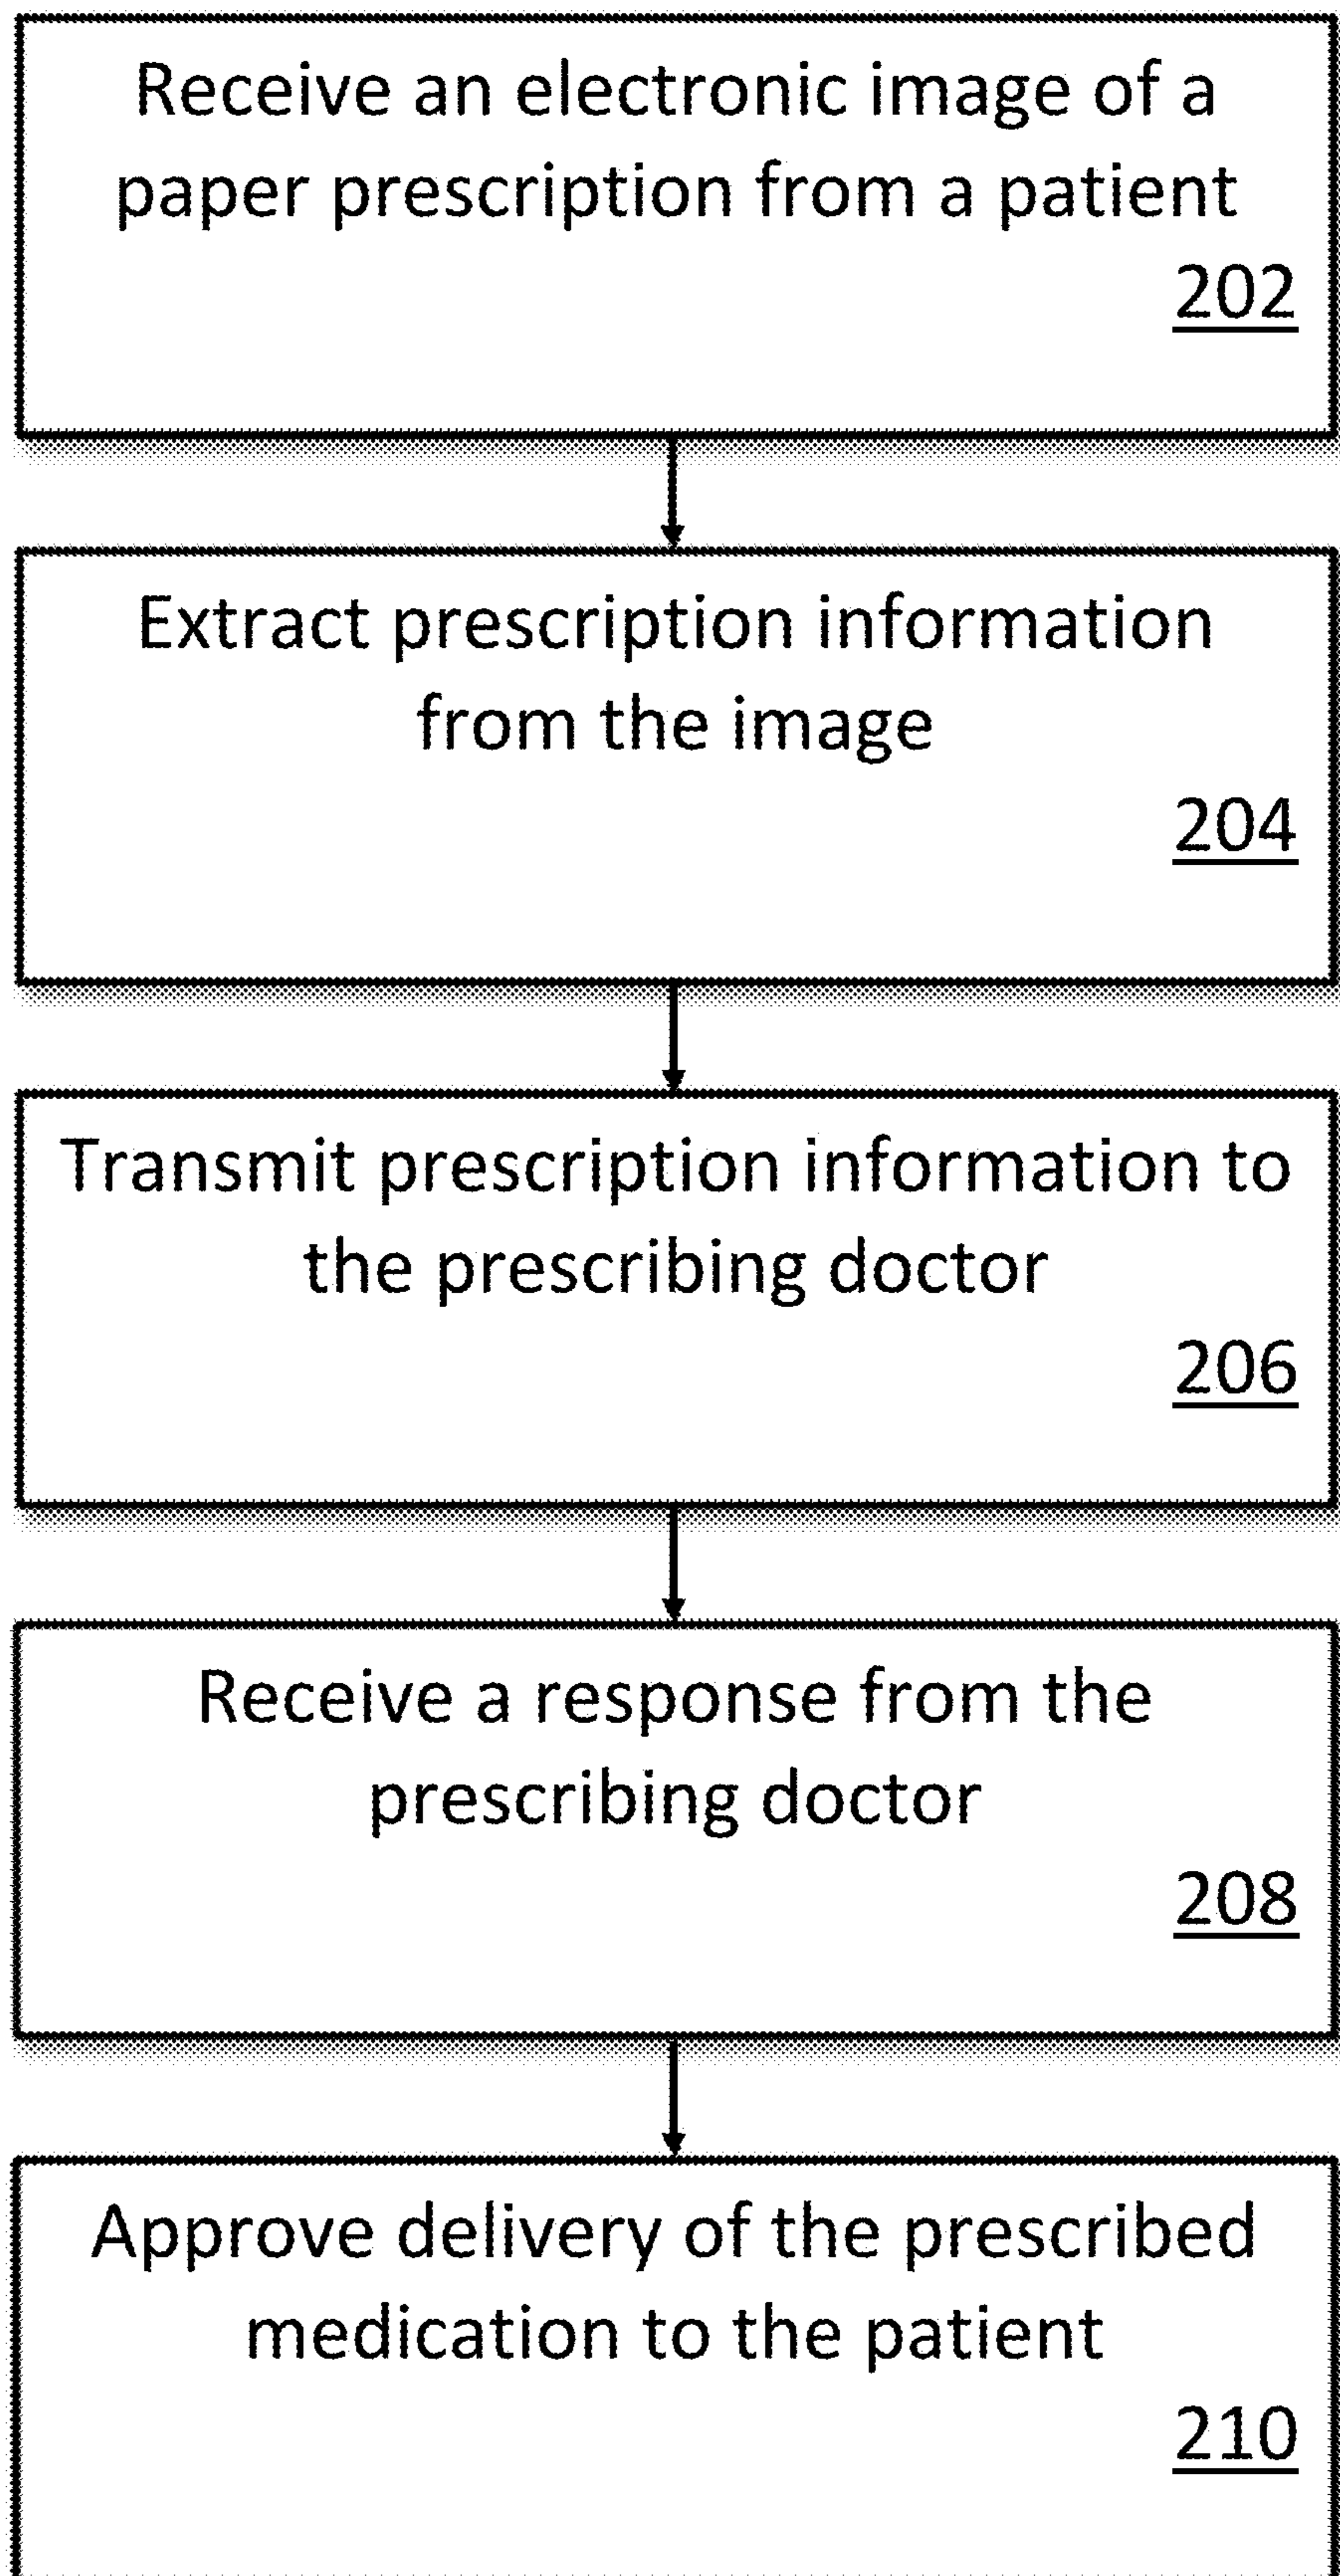 Receive an electronic image of a
paper prescription from a patient
202
Extract prescription information
from the image
204
Transmit prescription information to
the prescribing doctor
206
Receive a response from the
prescribing doctor
208
Approve delivery of the prescribed
medication to the patient
210